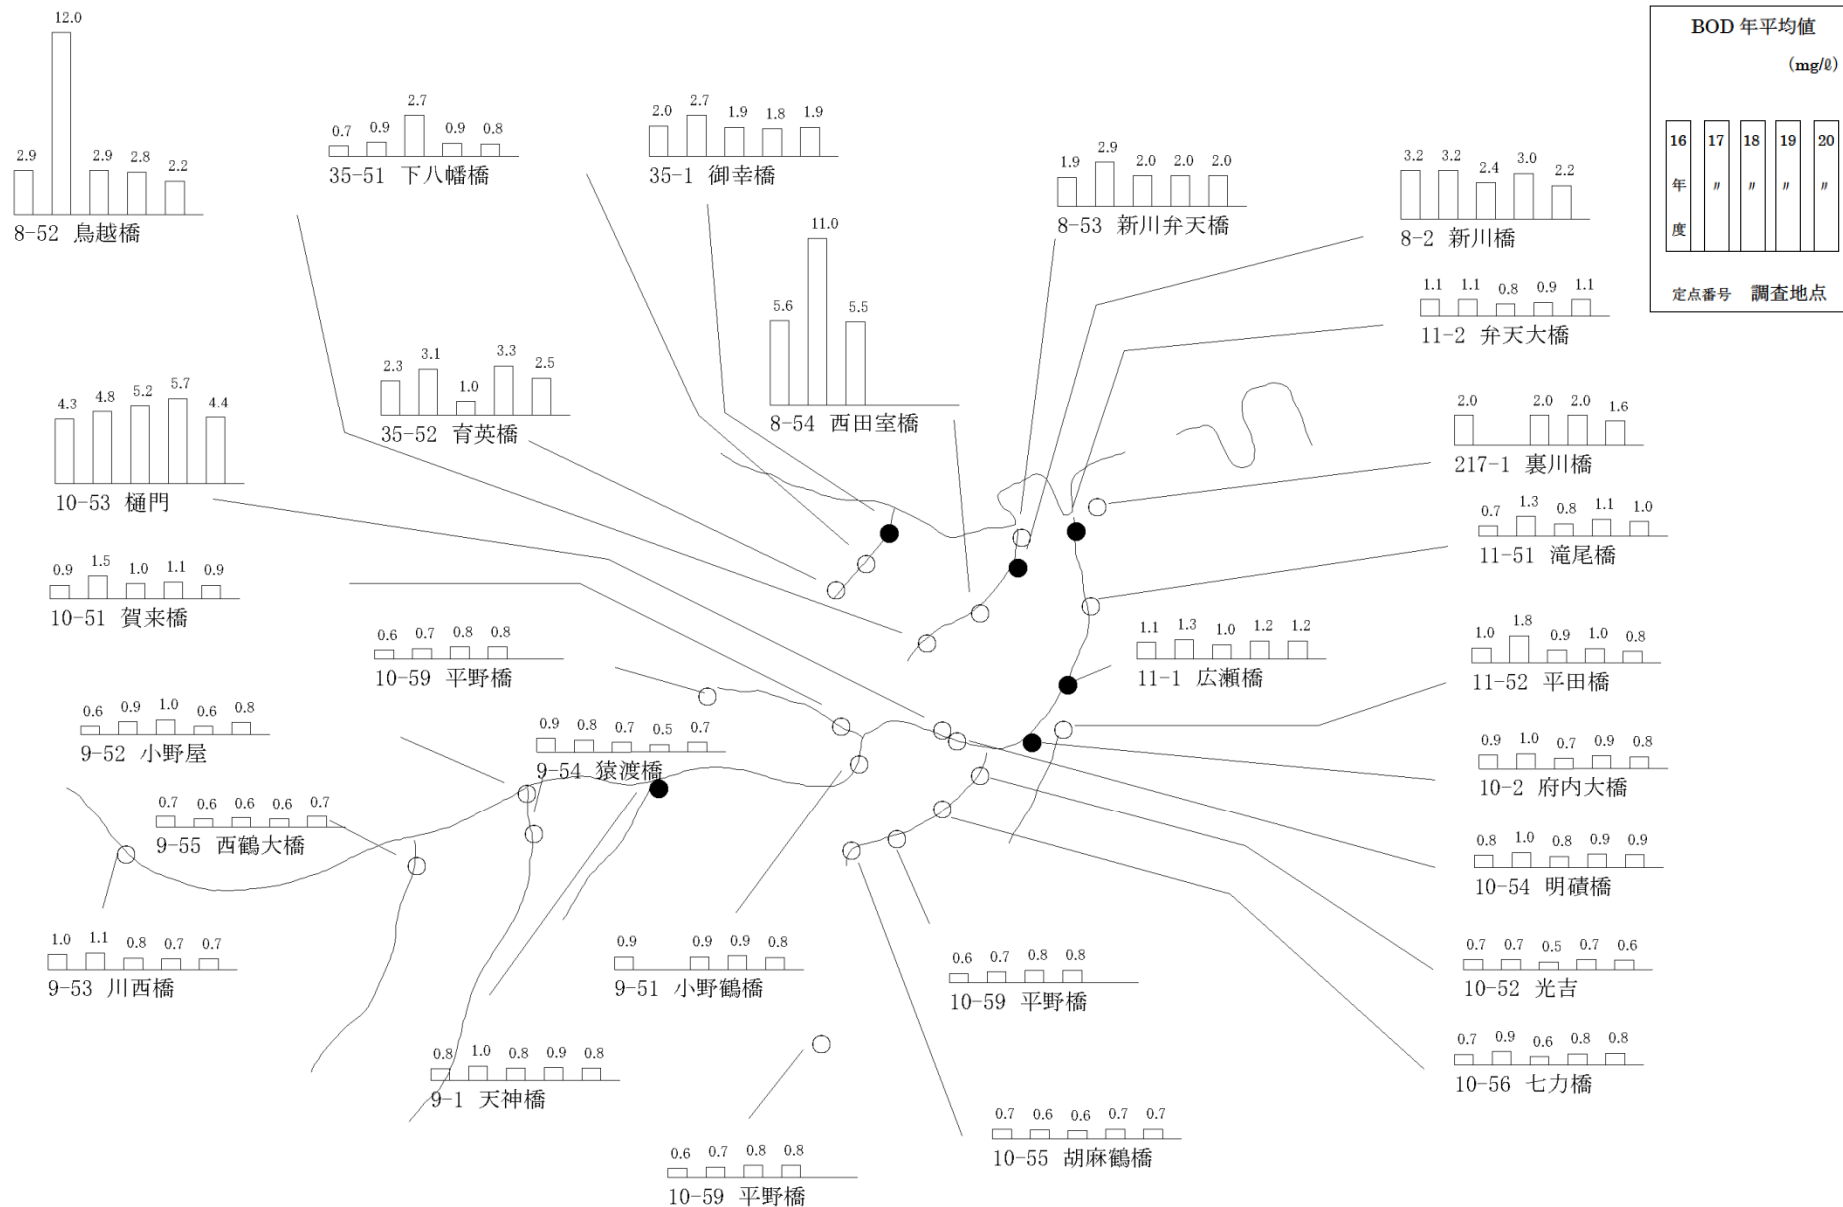 BOD 年平均値
(mg/ℓ)
16 17 18 19 20
年 〃 〃 〃 〃
度
定点番号 調査地点
2.9 12.0 2.9 2.8 2.2
8-52 鳥越橋
0.7 0.9 2.7 0.9 0.8
35-51 下八幡橋
2.0 2.7 1.9 1.8 1.9
35-1 御幸橋
1.9 2.9 2.0 2.0 2.0
8-53 新川弁天橋
3.2 3.2 2.4 3.0 2.2
8-2 新川橋
5.6 11.0 5.5
8-54 西田室橋
1.1 1.1 0.8 0.9 1.1
11-2 弁天大橋
2.3 3.1 1.0 3.3 2.5
35-52 育英橋
4.3 4.8 5.2 5.7 4.4
10-53 樋門
2.0 2.0 2.0 1.6
217-1 裏川橋
0.7 1.3 0.8 1.1 1.0
11-51 滝尾橋
0.9 1.5 1.0 1.1 0.9
10-51 賀来橋
0.6 0.7 0.8 0.8
10-59 平野橋
1.1 1.3 1.0 1.2 1.2
11-1 広瀬橋
1.0 1.8 0.9 1.0 0.8
11-52 平田橋
0.6 0.9 1.0 0.6 0.8
9-52 小野屋
0.9 0.8 0.7 0.5 0.7
9-54 猿渡橋
0.9 1.0 0.7 0.9 0.8
10-2 府内大橋
0.7 0.6 0.6 0.6 0.7
9-55 西鶴大橋
0.8 1.0 0.8 0.9 0.9
10-54 明磧橋
1.0 1.1 0.8 0.7 0.7
9-53 川西橋
0.9 0.9 0.9 0.8
9-51 小野鶴橋
0.6 0.7 0.8 0.8
10-59 平野橋
0.7 0.7 0.5 0.7 0.6
10-52 光吉
0.8 1.0 0.8 0.9 0.8
9-1 天神橋
0.7 0.9 0.6 0.8 0.8
10-56 七力橋
0.7 0.6 0.6 0.7 0.7
10-55 胡麻鶴橋
0.6 0.7 0.8 0.8
10-59 平野橋